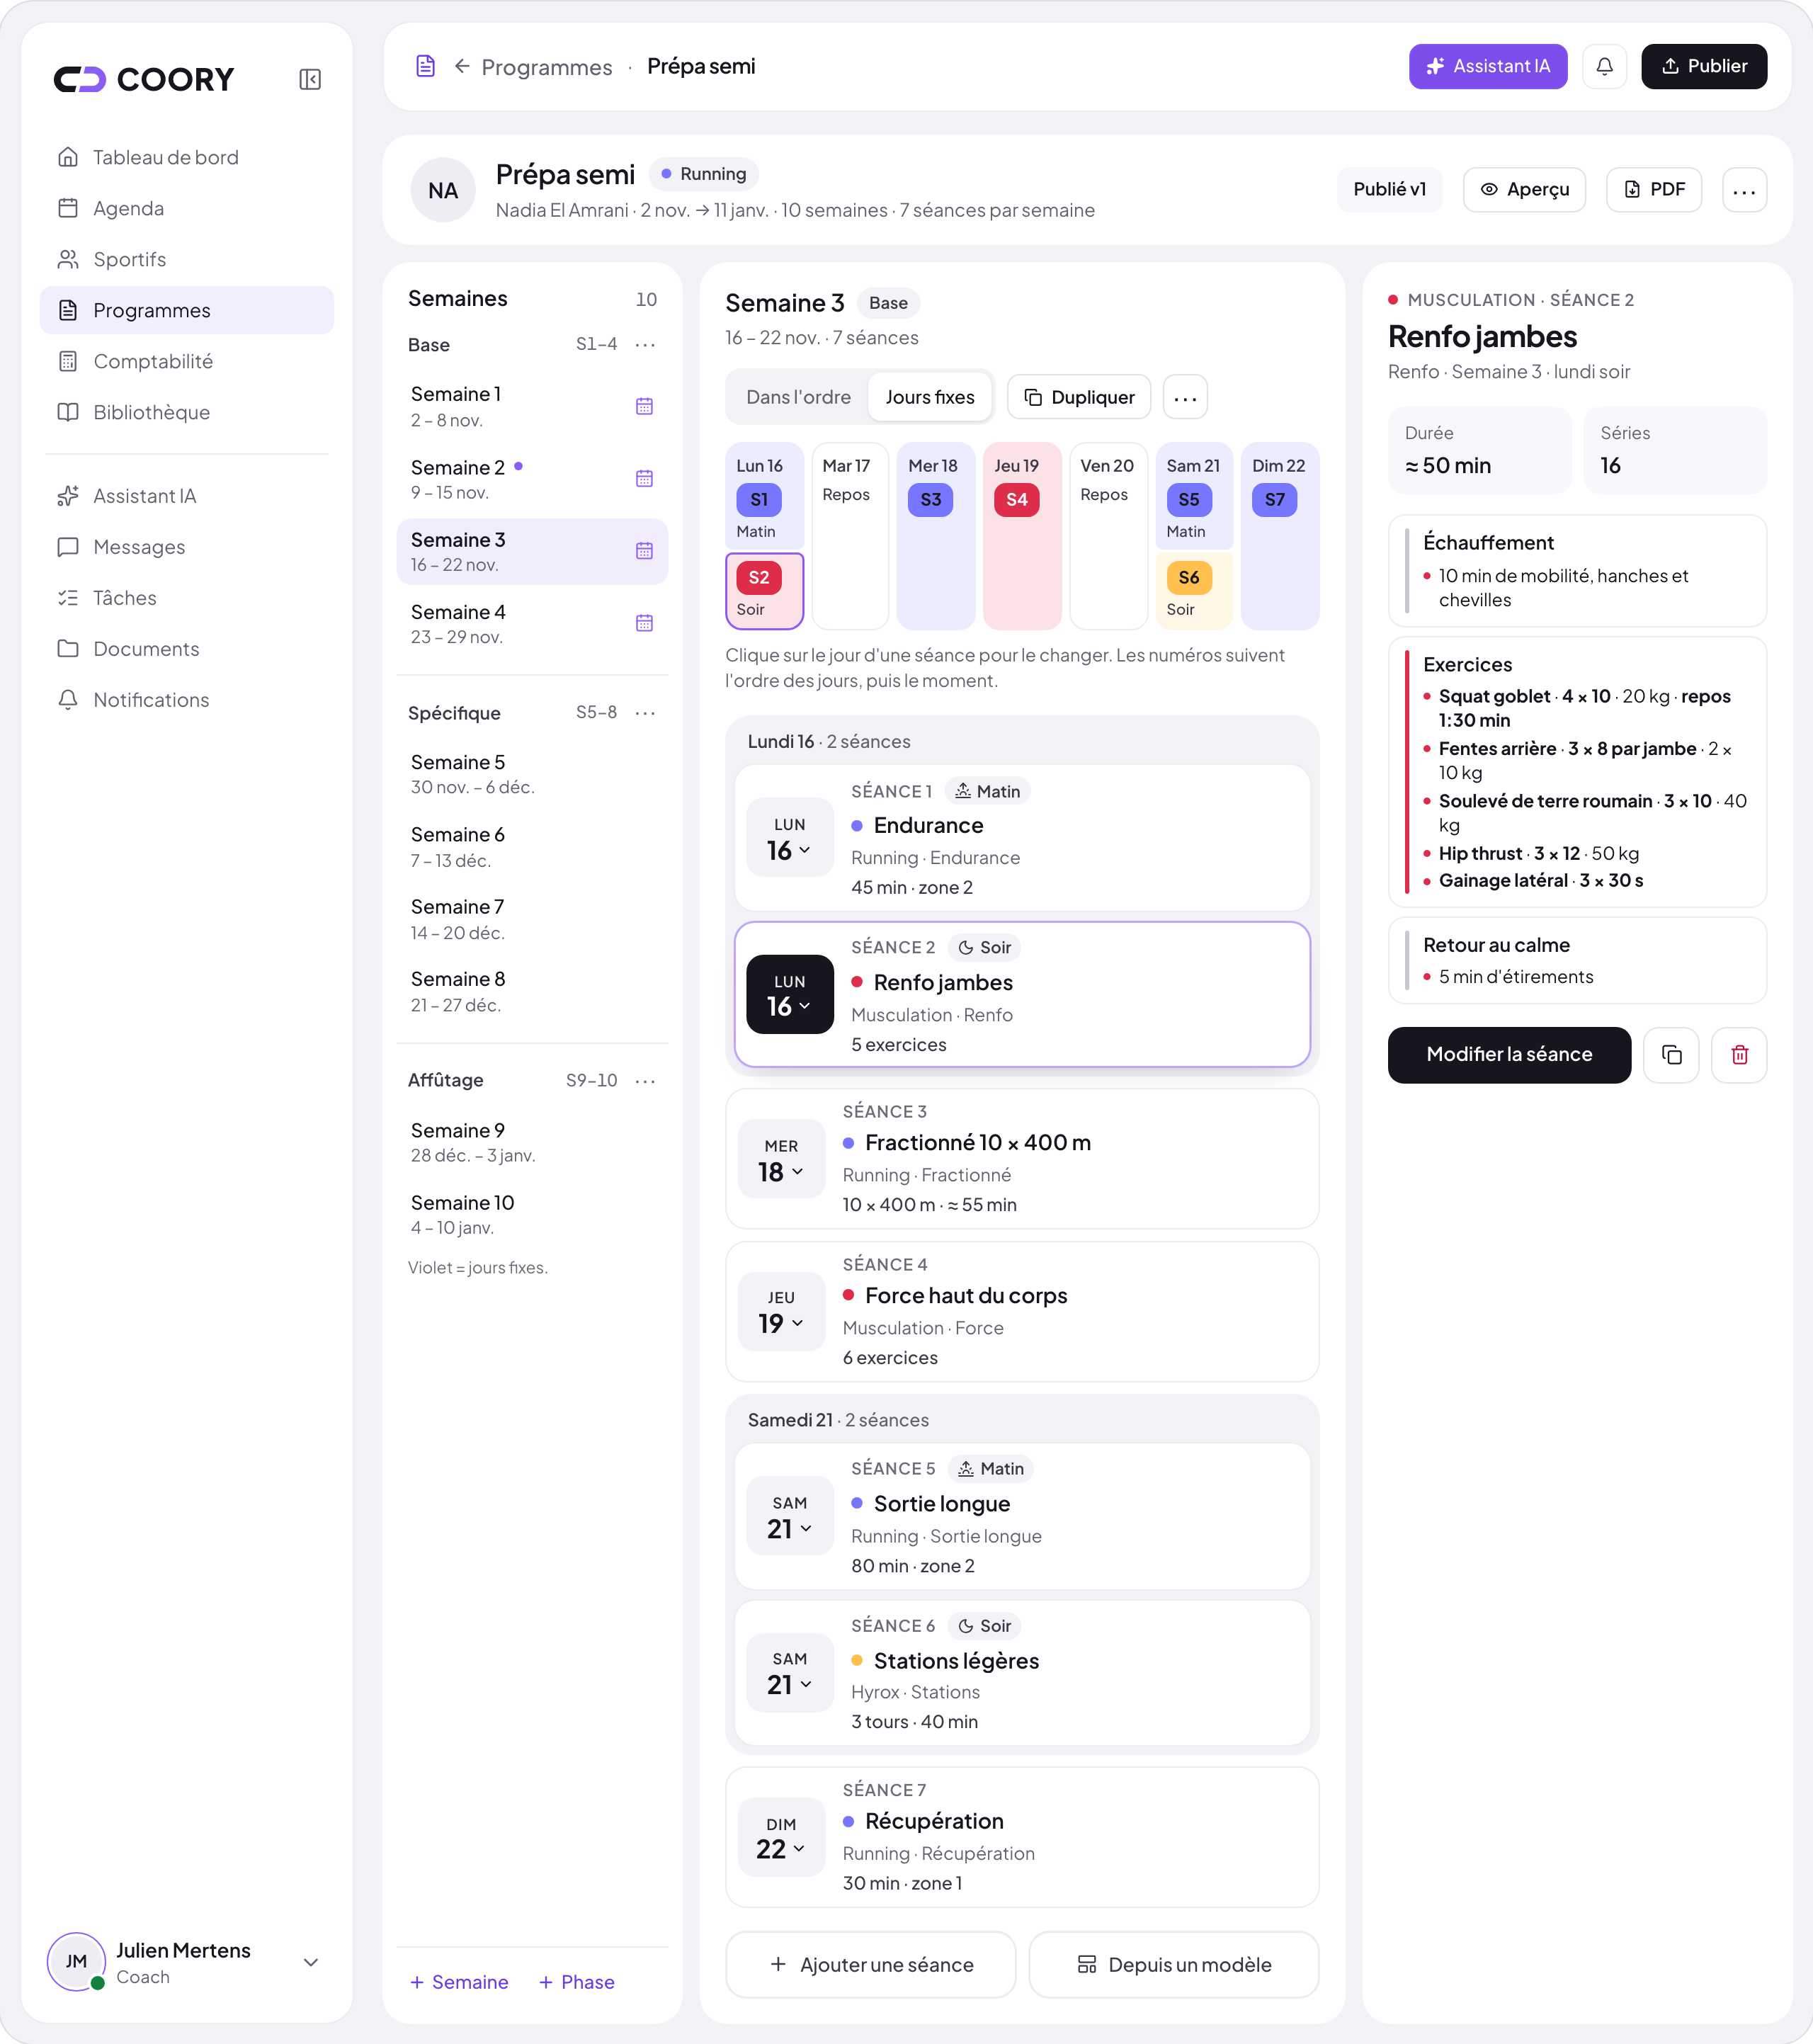 COORY
Tableau de bord
Agenda
Sportifs
Programmes
Comptabilité
Bibliothèque
Assistant IA
Messages
Tâches
Documents
Notifications
JM
Julien Mertens
Coach
Programmes · Prépa semi
Assistant IA
Publier
NA
Prépa semi
Running
Nadia El Amrani · 2 nov. → 11 janv. · 10 semaines · 7 séances par semaine
Publié v1
Aperçu
PDF
...
Semaines 10
Base S1–4 ...
Semaine 1
2 – 8 nov.
Semaine 2
9 – 15 nov.
Semaine 3
16 – 22 nov.
Semaine 4
23 – 29 nov.
Spécifique S5–8 ...
Semaine 5
30 nov. – 6 déc.
Semaine 6
7 – 13 déc.
Semaine 7
14 – 20 déc.
Semaine 8
21 – 27 déc.
Affûtage S9–10 ...
Semaine 9
28 déc. – 3 janv.
Semaine 10
4 – 10 janv.
Violet = jours fixes.
+ Semaine + Phase
Semaine 3 Base
16 – 22 nov. · 7 séances
Dans l'ordre Jours fixes Dupliquer ...
Lun 16 Mar 17 Mer 18 Jeu 19 Ven 20 Sam 21 Dim 22
S1 Repos S3 S4 Repos S5 S7
Matin Matin
S2 S6
Soir Soir
Clique sur le jour d'une séance pour le changer. Les numéros suivent
l'ordre des jours, puis le moment.
Lundi 16 · 2 séances
LUN
16
SÉANCE 1 Matin
Endurance
Running · Endurance
45 min · zone 2
LUN
16
SÉANCE 2 Soir
Renfo jambes
Musculation · Renfo
5 exercices
MER
18
SÉANCE 3
Fractionné 10 × 400 m
Running · Fractionné
10 × 400 m · ≈ 55 min
JEU
19
SÉANCE 4
Force haut du corps
Musculation · Force
6 exercices
Samedi 21 · 2 séances
SAM
21
SÉANCE 5 Matin
Sortie longue
Running · Sortie longue
80 min · zone 2
SAM
21
SÉANCE 6 Soir
Stations légères
Hyrox · Stations
3 tours · 40 min
DIM
22
SÉANCE 7
Récupération
Running · Récupération
30 min · zone 1
+ Ajouter une séance
Depuis un modèle
MUSCULATION · SÉANCE 2
Renfo jambes
Renfo · Semaine 3 · lundi soir
Durée
≈ 50 min
Séries
16
Échauffement
10 min de mobilité, hanches et
chevilles
Exercices
Squat goblet · 4 × 10 · 20 kg · repos
1:30 min
Fentes arrière · 3 × 8 par jambe · 2 ×
10 kg
Soulevé de terre roumain · 3 × 10 · 40
kg
Hip thrust · 3 × 12 · 50 kg
Gainage latéral · 3 × 30 s
Retour au calme
5 min d'étirements
Modifier la séance